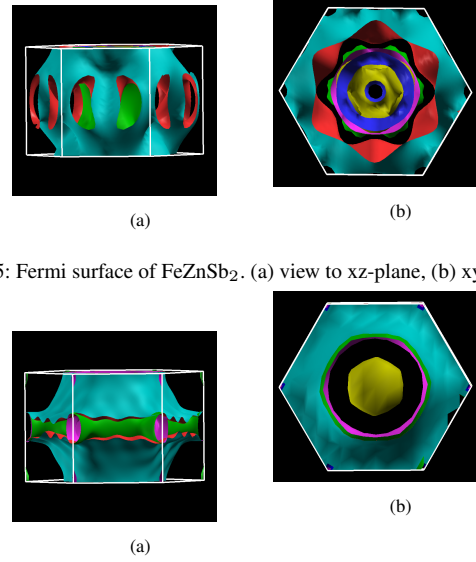 (a)
(b)
5: Fermi surface of FeZnSb₂. (a) view to xz-plane, (b) xy
(a)
(b)